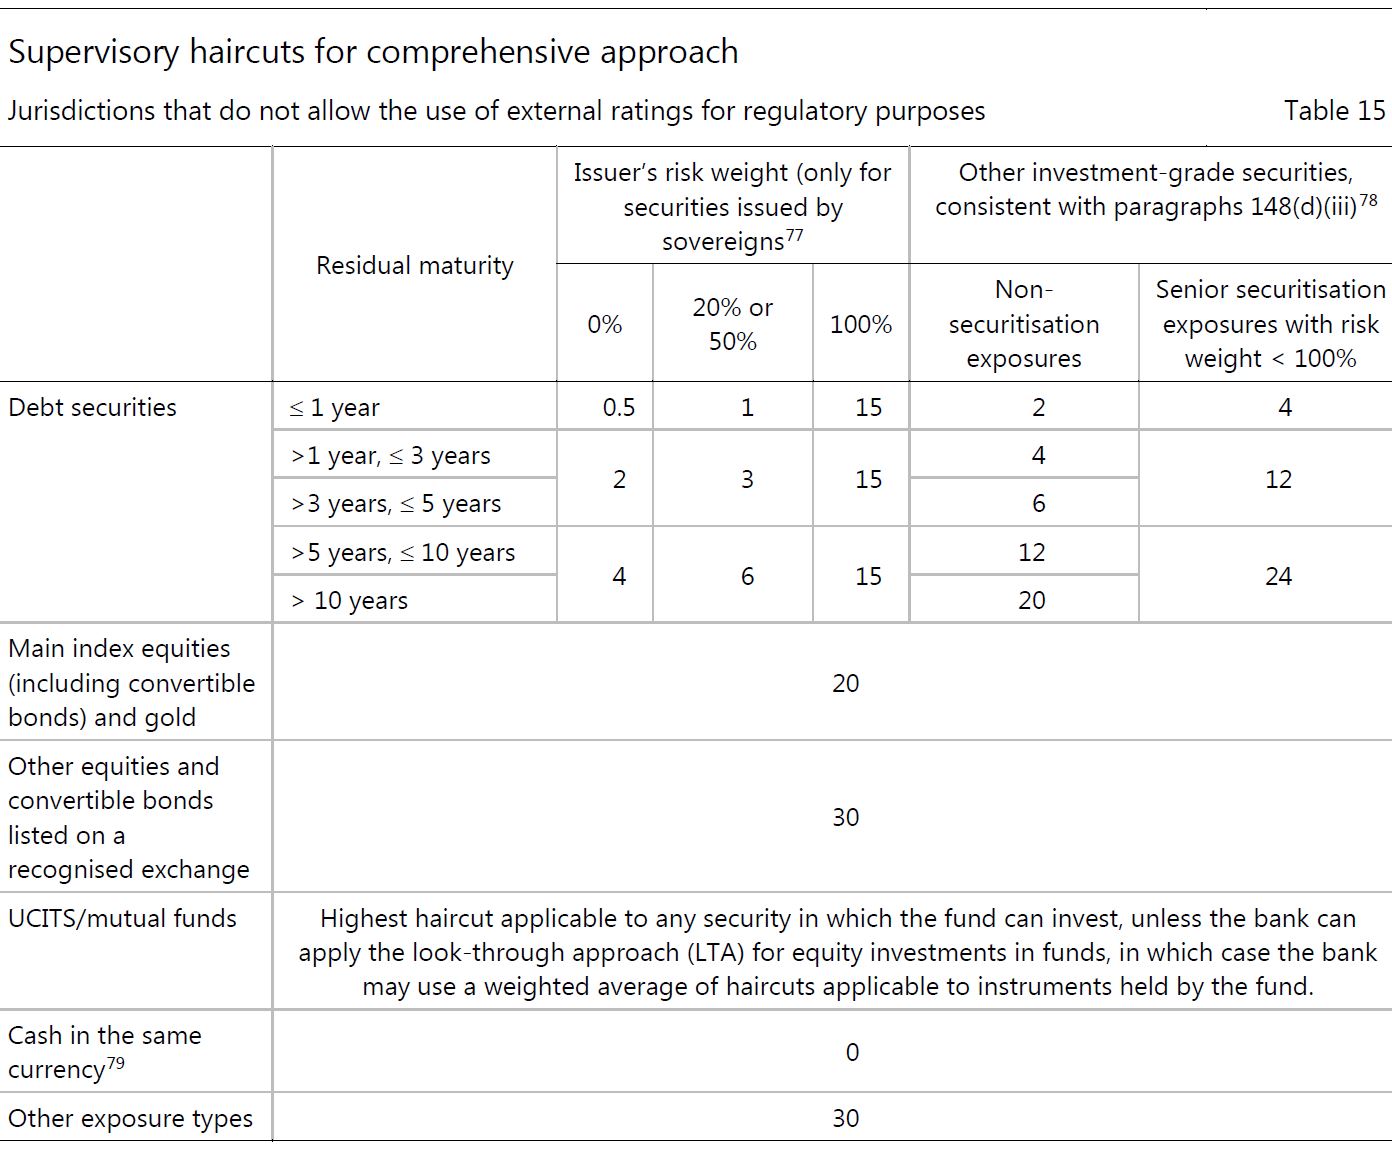 Supervisory haircuts for comprehensive approach
Jurisdictions that do not allow the use of external ratings for regulatory purposes Table 15
Residual maturity
Issuer’s risk weight (only for
securities issued by
sovereigns77
Other investment-grade securities,
consistent with paragraphs 148(d)(iii)78
0%
20% or
50%
100%
Non-
securitisation
exposures
Senior securitisation
exposures with risk
weight < 100%
Debt securities
≤ 1 year
0.5
1
15
2
4
>1 year, ≤ 3 years
>3 years, ≤ 5 years
2
3
15
4
6
12
>5 years, ≤ 10 years
> 10 years
4
6
15
12
20
24
Main index equities
(including convertible
bonds) and gold
20
Other equities and
convertible bonds
listed on a
recognised exchange
30
UCITS/mutual funds
Highest haircut applicable to any security in which the fund can invest, unless the bank can
apply the look-through approach (LTA) for equity investments in funds, in which case the bank
may use a weighted average of haircuts applicable to instruments held by the fund.
Cash in the same
currency79
0
Other exposure types
30